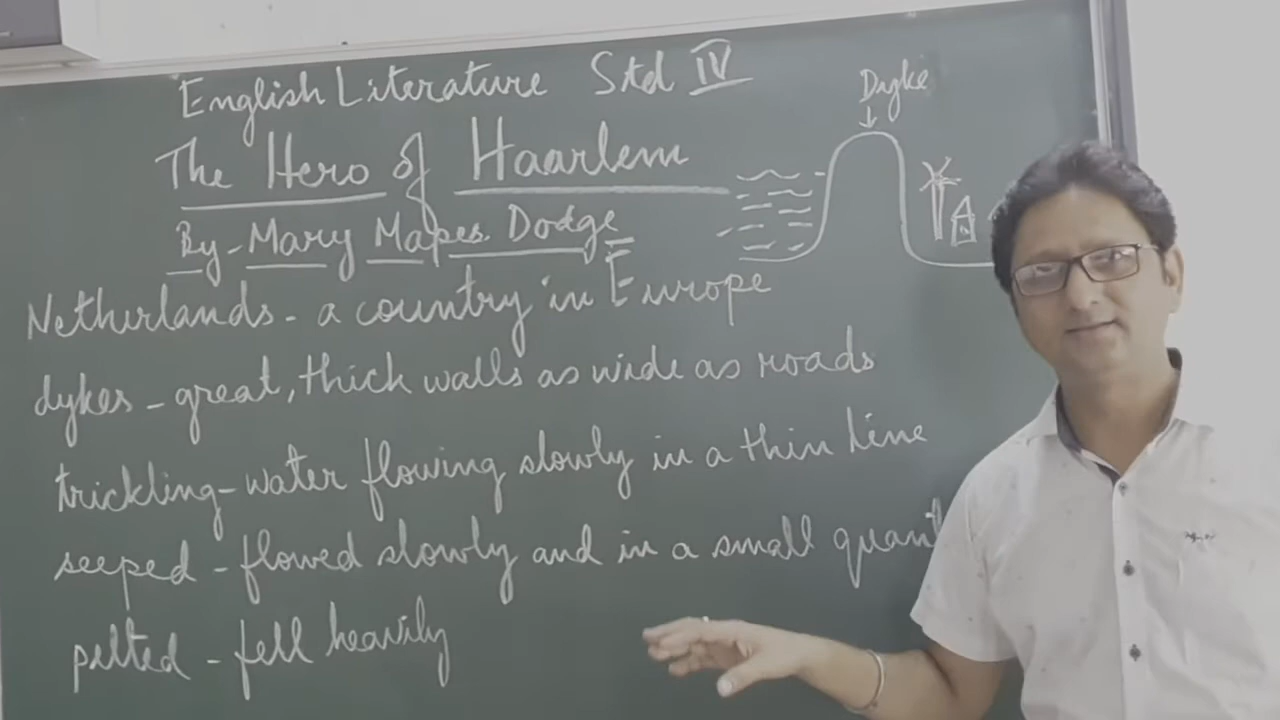 English Literature Std IV
Dyke
The Hero of Haarlem
By- Mary Mapes. Dodge
Netherlands - a country in Europe
dykes - great, thick walls as wide as roads
trickling - water flowing slowly in a thin line
seeped - flowed slowly and in a small quanti
pelted - fell heavily